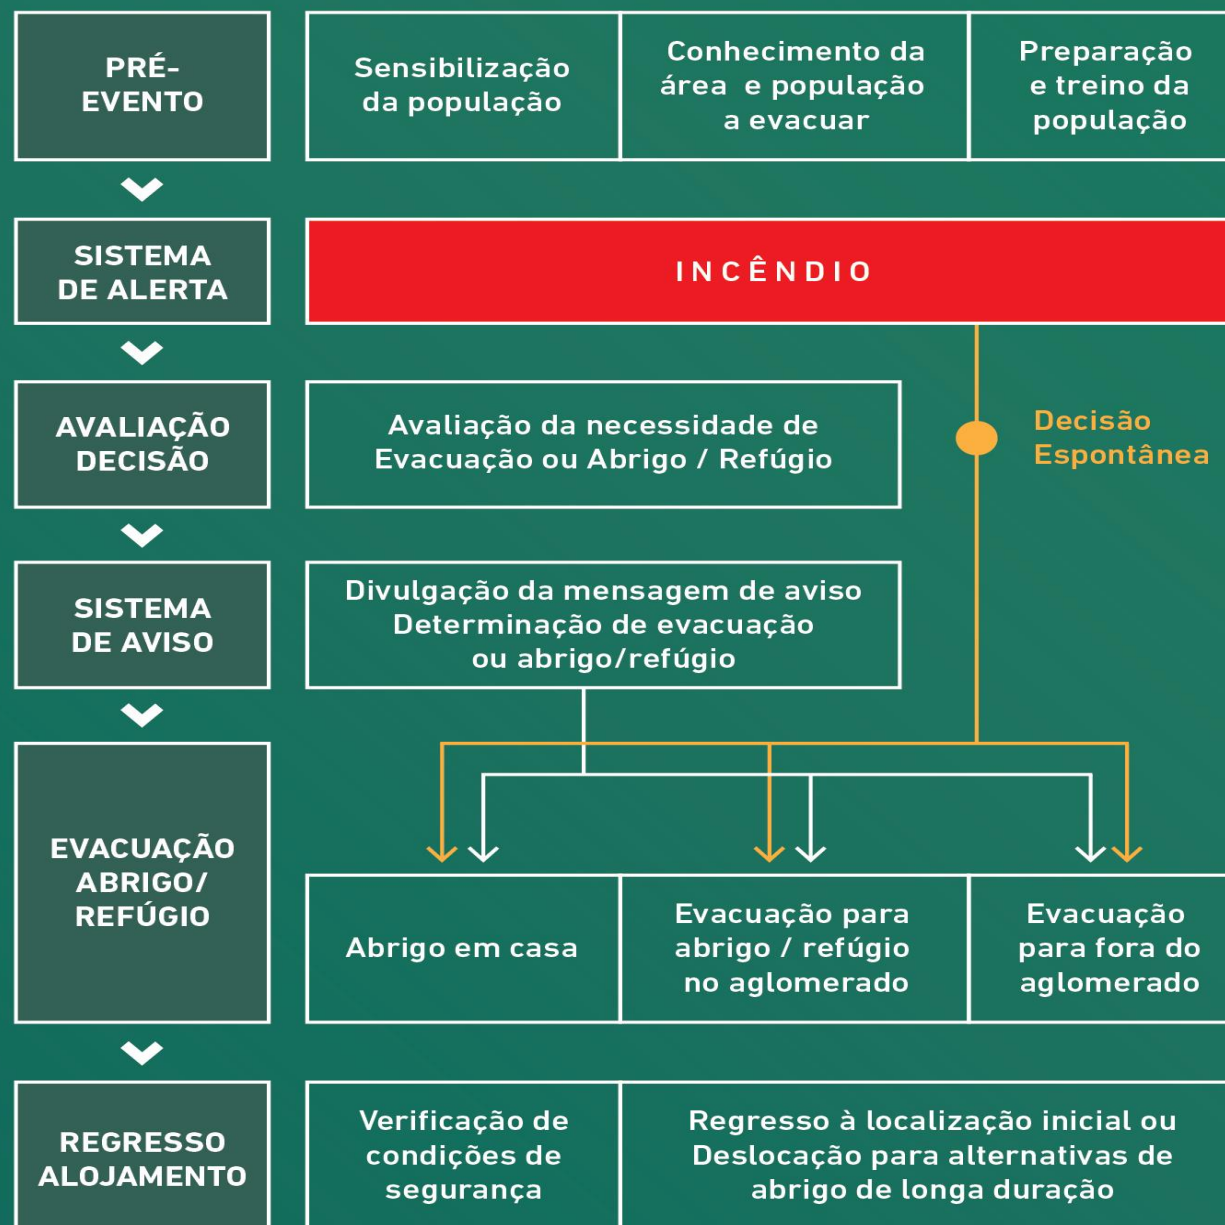 PRÉ-
EVENTO
Sensibilização
da população
Conhecimento da
área e população
a evacuar
Preparação
e treino da
população
SISTEMA
DE ALERTA
INCÊNDIO
AVALIAÇÃO
DECISÃO
Avaliação da necessidade de
Evacuação ou Abrigo / Refúgio
Decisão
Espontânea
SISTEMA
DE AVISO
Divulgação da mensagem de aviso
Determinação de evacuação
ou abrigo/refúgio
EVACUAÇÃO
ABRIGO/
REFÚGIO
Abrigo em casa
Evacuação para
abrigo / refúgio
no aglomerado
Evacuação
para fora do
aglomerado
REGRESSO
ALOJAMENTO
Verificação de
condições de
segurança
Regresso à localização inicial ou
Deslocação para alternativas de
abrigo de longa duração